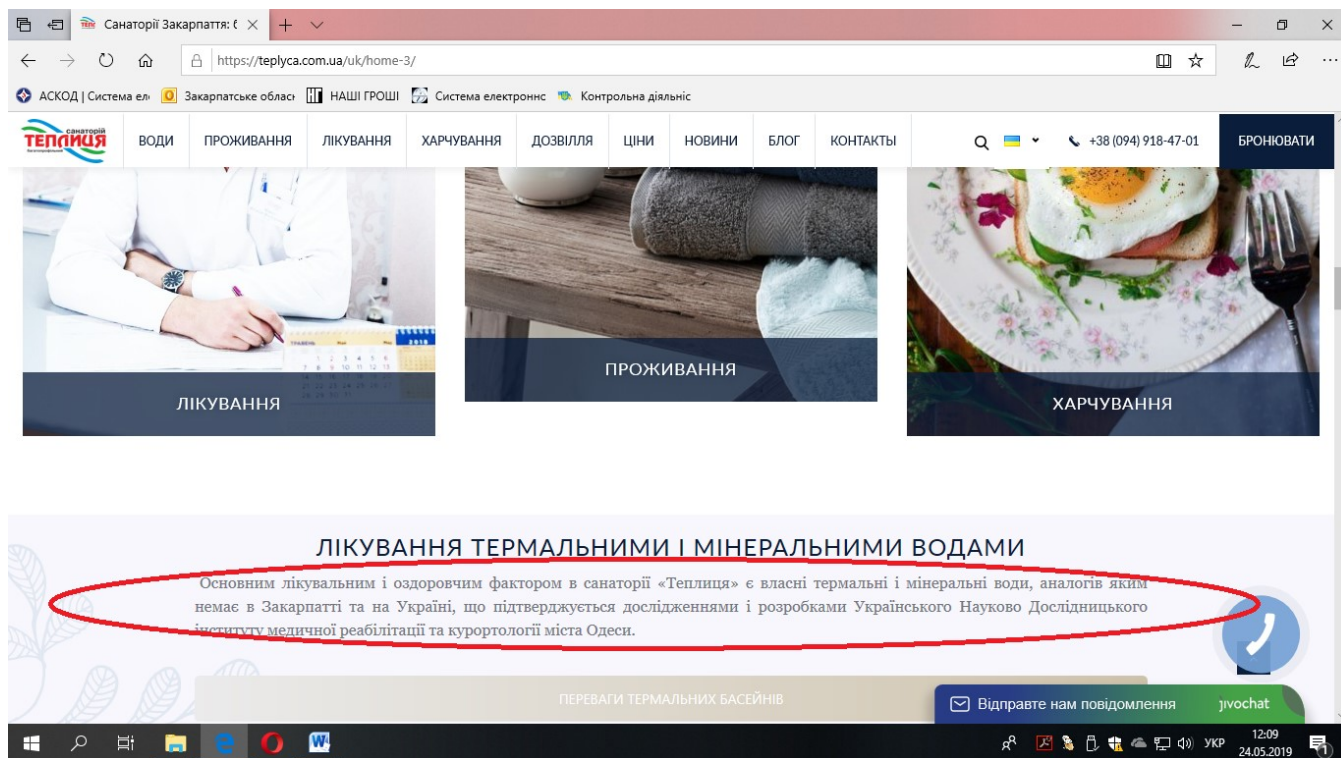 Санаторії Закарпаття: б
https://teplyca.com.ua/uk/home-3/
АСКОД | Система ел
Закарпатське облас
НАШІ ГРОШІ
Система електроннс
Контрольна діяльніс
санаторій
ТЕПЛИЦЯ
ВОДИ
ПРОЖИВАННЯ
ЛІКУВАННЯ
ХАРЧУВАННЯ
ДОЗВІЛЛЯ
ЦІНИ
НОВИНИ
БЛОГ
КОНТАКТЫ
+38 (094) 918-47-01
БРОНЮВАТИ
ТРАВЕНЬ
2018
ПРОЖИВАННЯ
ЛІКУВАННЯ
ХАРЧУВАННЯ
ЛІКУВАННЯ ТЕРМАЛЬНИМИ І МІНЕРАЛЬНИМИ ВОДАМИ
Основним лікувальним і оздоровчим фактором в санаторії «Теплиця» є власні термальні і мінеральні води, аналогів яким
немає в Закарпатті та на Україні, що підтверджується дослідженнями і розробками Українського Науково Дослідницького
інституту медичної реабілітації та курортології міста Одеси.
ПЕРЕВАГИ ТЕРМАЛЬНИХ БАСЕЙНІВ
Відправте нам повідомлення
jivochat
УКР
12:09
24.05.2019